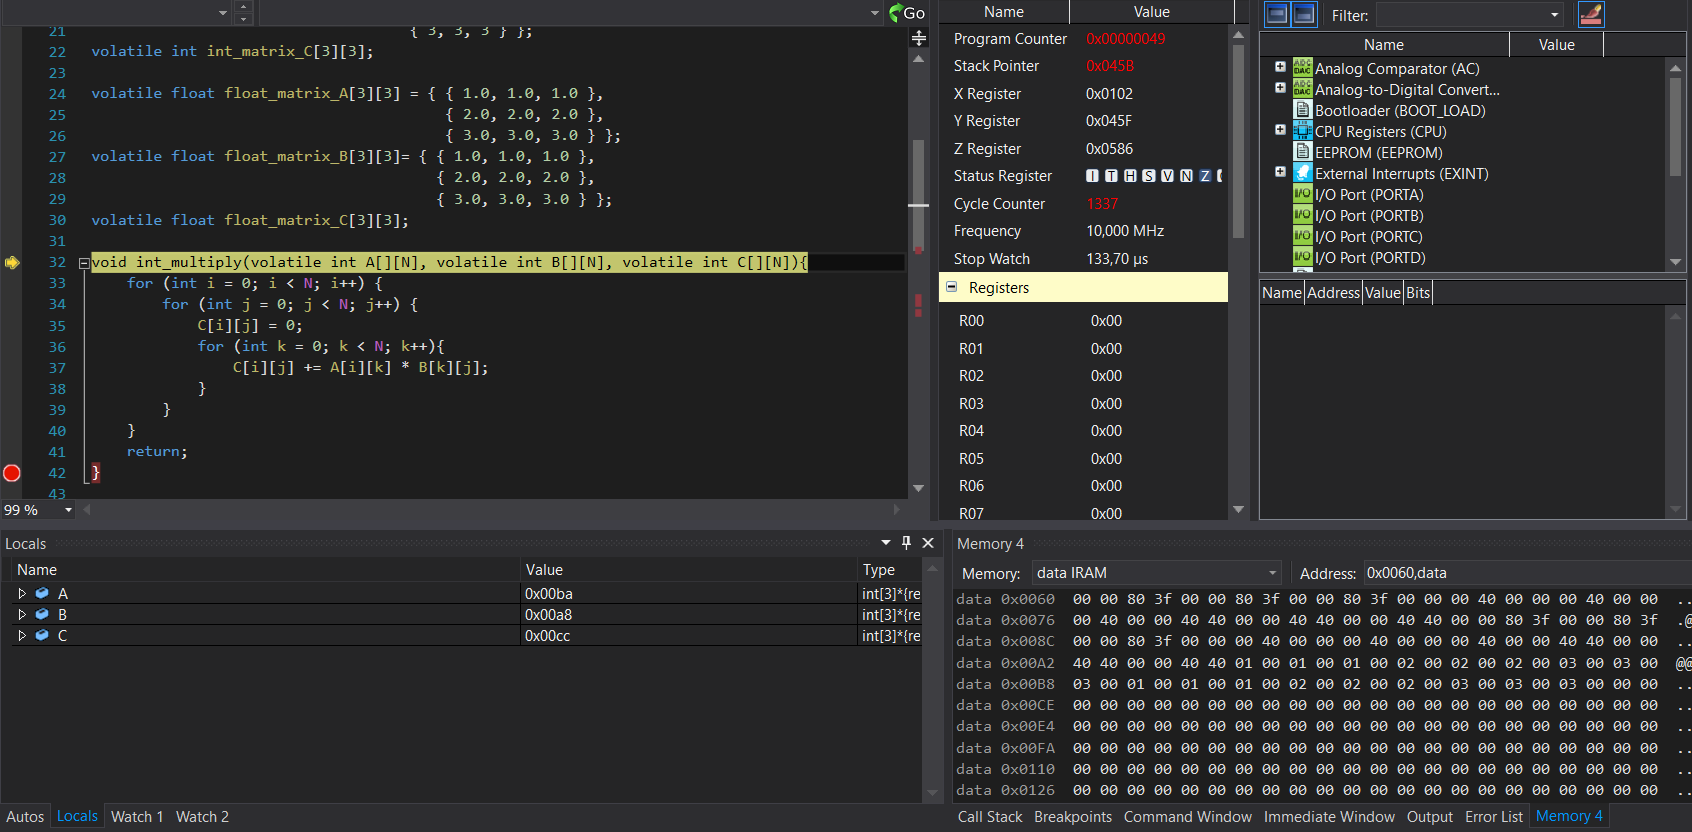 Go
21 { 3, 3, 3 } };
22 volatile int int_matrix_C[3][3];
23
24 volatile float float_matrix_A[3][3] = { { 1.0, 1.0, 1.0 },
25 { 2.0, 2.0, 2.0 },
26 { 3.0, 3.0, 3.0 } };
27 volatile float float_matrix_B[3][3]= { { 1.0, 1.0, 1.0 },
28 { 2.0, 2.0, 2.0 },
29 { 3.0, 3.0, 3.0 } };
30 volatile float float_matrix_C[3][3];
31
32 void int_multiply(volatile int A[][N], volatile int B[][N], volatile int C[][N]){
33 for (int i = 0; i < N; i++) {
34 for (int j = 0; j < N; j++) {
35 C[i][j] = 0;
36 for (int k = 0; k < N; k++){
37 C[i][j] += A[i][k] * B[k][j];
38 }
39 }
40 }
41 return;
42 }
43
99 %
Name Value
Program Counter 0x00000049
Stack Pointer 0x045B
X Register 0x0102
Y Register 0x045F
Z Register 0x0586
Status Register I T H S V N Z
Cycle Counter 1337
Frequency 10,000 MHz
Stop Watch 133,70 µs
Registers
R00 0x00
R01 0x00
R02 0x00
R03 0x00
R04 0x00
R05 0x00
R06 0x00
R07 0x00
Filter:
Name Value
ADC DAC Analog Comparator (AC)
ADC DAC Analog-to-Digital Convert...
Bootloader (BOOT_LOAD)
CPU Registers (CPU)
EEPROM (EEPROM)
External Interrupts (EXINT)
I/O I/O Port (PORTA)
I/O I/O Port (PORTB)
I/O I/O Port (PORTC)
I/O I/O Port (PORTD)
Name Address Value Bits
Locals
Name Value Type
A 0x00ba int[3]*{re
B 0x00a8 int[3]*{re
C 0x00cc int[3]*{re
Autos Locals Watch 1 Watch 2
Memory 4
Memory: data IRAM Address: 0x0060,data
data 0x0060 00 00 80 3f 00 00 80 3f 00 00 80 3f 00 00 00 40 00 00 00 40 00 00 ..
data 0x0076 00 40 00 00 40 40 00 00 40 40 00 00 40 40 00 00 80 3f 00 00 80 3f .@
data 0x008C 00 00 80 3f 00 00 00 40 00 00 00 40 00 00 00 40 00 00 40 40 00 00 ..
data 0x00A2 40 40 00 00 40 40 01 00 01 00 01 00 02 00 02 00 02 00 03 00 03 00 @@
data 0x00B8 03 00 01 00 01 00 01 00 02 00 02 00 02 00 03 00 03 00 03 00 00 00 ..
data 0x00CE 00 00 00 00 00 00 00 00 00 00 00 00 00 00 00 00 00 00 00 00 00 00 ..
data 0x00E4 00 00 00 00 00 00 00 00 00 00 00 00 00 00 00 00 00 00 00 00 00 00 ..
data 0x00FA 00 00 00 00 00 00 00 00 00 00 00 00 00 00 00 00 00 00 00 00 00 00 ..
data 0x0110 00 00 00 00 00 00 00 00 00 00 00 00 00 00 00 00 00 00 00 00 00 00 ..
data 0x0126 00 00 00 00 00 00 00 00 00 00 00 00 00 00 00 00 00 00 00 00 00 00 ..
Call Stack Breakpoints Command Window Immediate Window Output Error List Memory 4